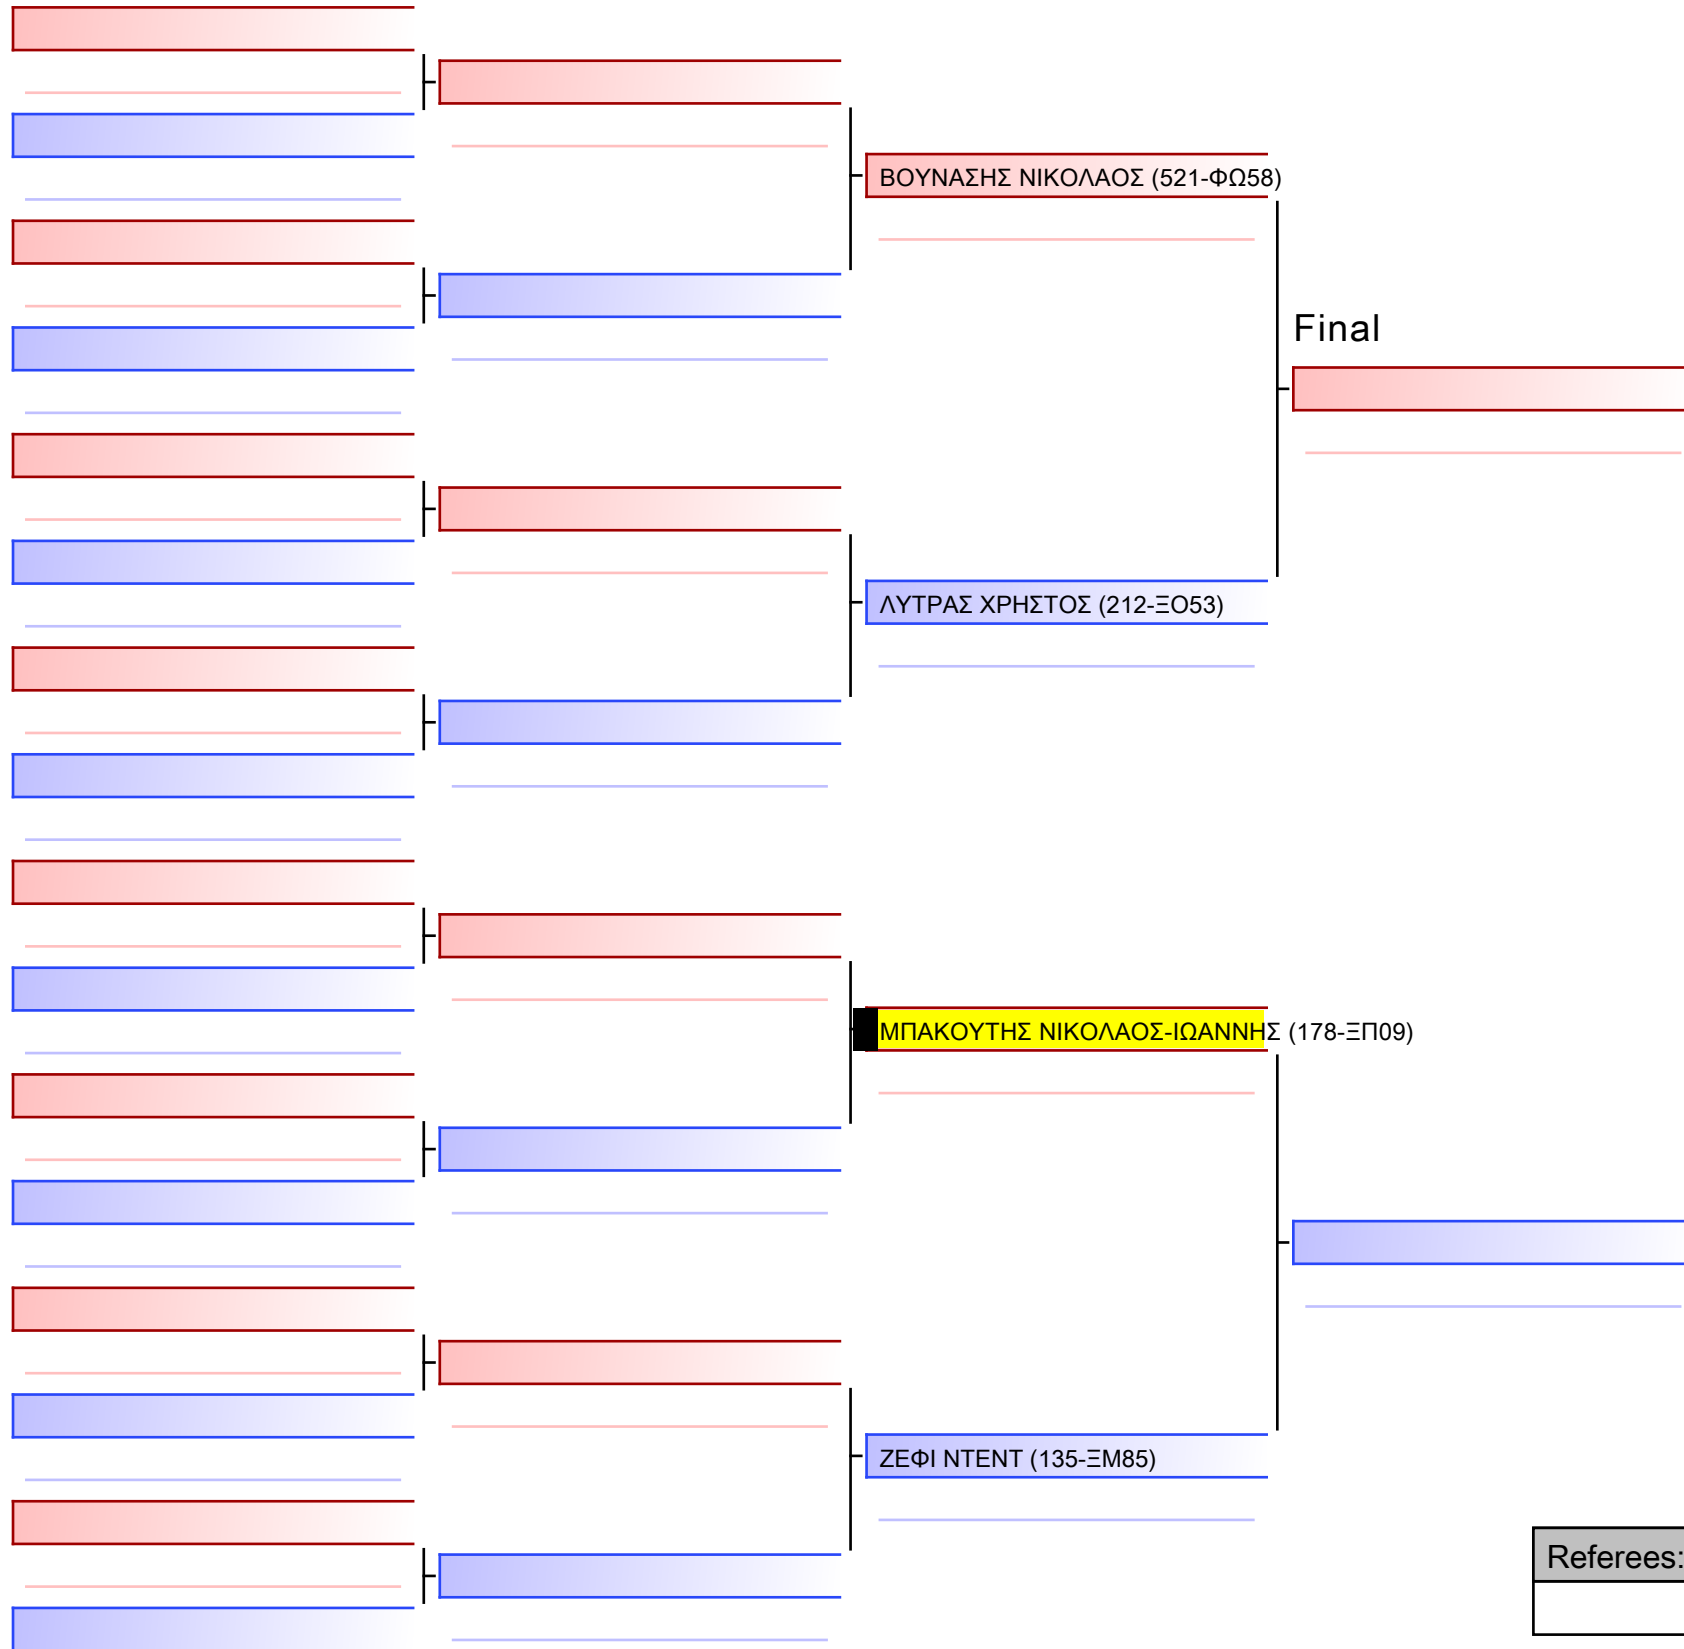 ΒΟΥΝΑΣΗΣ ΝΙΚΟΛΑΟΣ (521-ΦΩ58)
Final
ΛΥΤΡΑΣ ΧΡΗΣΤΟΣ (212-ΞΟ53)
ΜΠΑΚΟΥΤΗΣ ΝΙΚΟΛΑΟΣ-ΙΩΑΝΝΗΣ (178-ΞΠ09)
ΖΕΦΙ ΝΤΕΝΤ (135-ΞΜ85)
Referees: